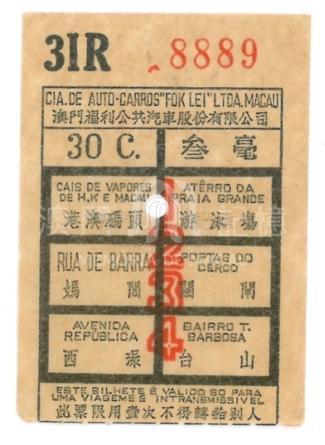 31R 8889
CIA. DE AUTO-CARROS "FOK LEI" LTDA. MACAU
澳門福利公共汽車股份有限公司
30 C. 叁毫
CAIS DE VAPORES
DE H.K E MACAU
港澳碼頭
ATÊRRO DA
PRAIA GRANDE
游泳場
RUA DE BARRA
媽閣
PORTAS DO
CERCO
關閘
AVENIDA
REPÚBLICA
西環
BAIRRO T.
BARBOSA
台山
ESTE BILHETE É VALIDO SO PARA
UMA VIAGEM E INTRANSMISSIVEL
此票限用壹次不得轉給別人